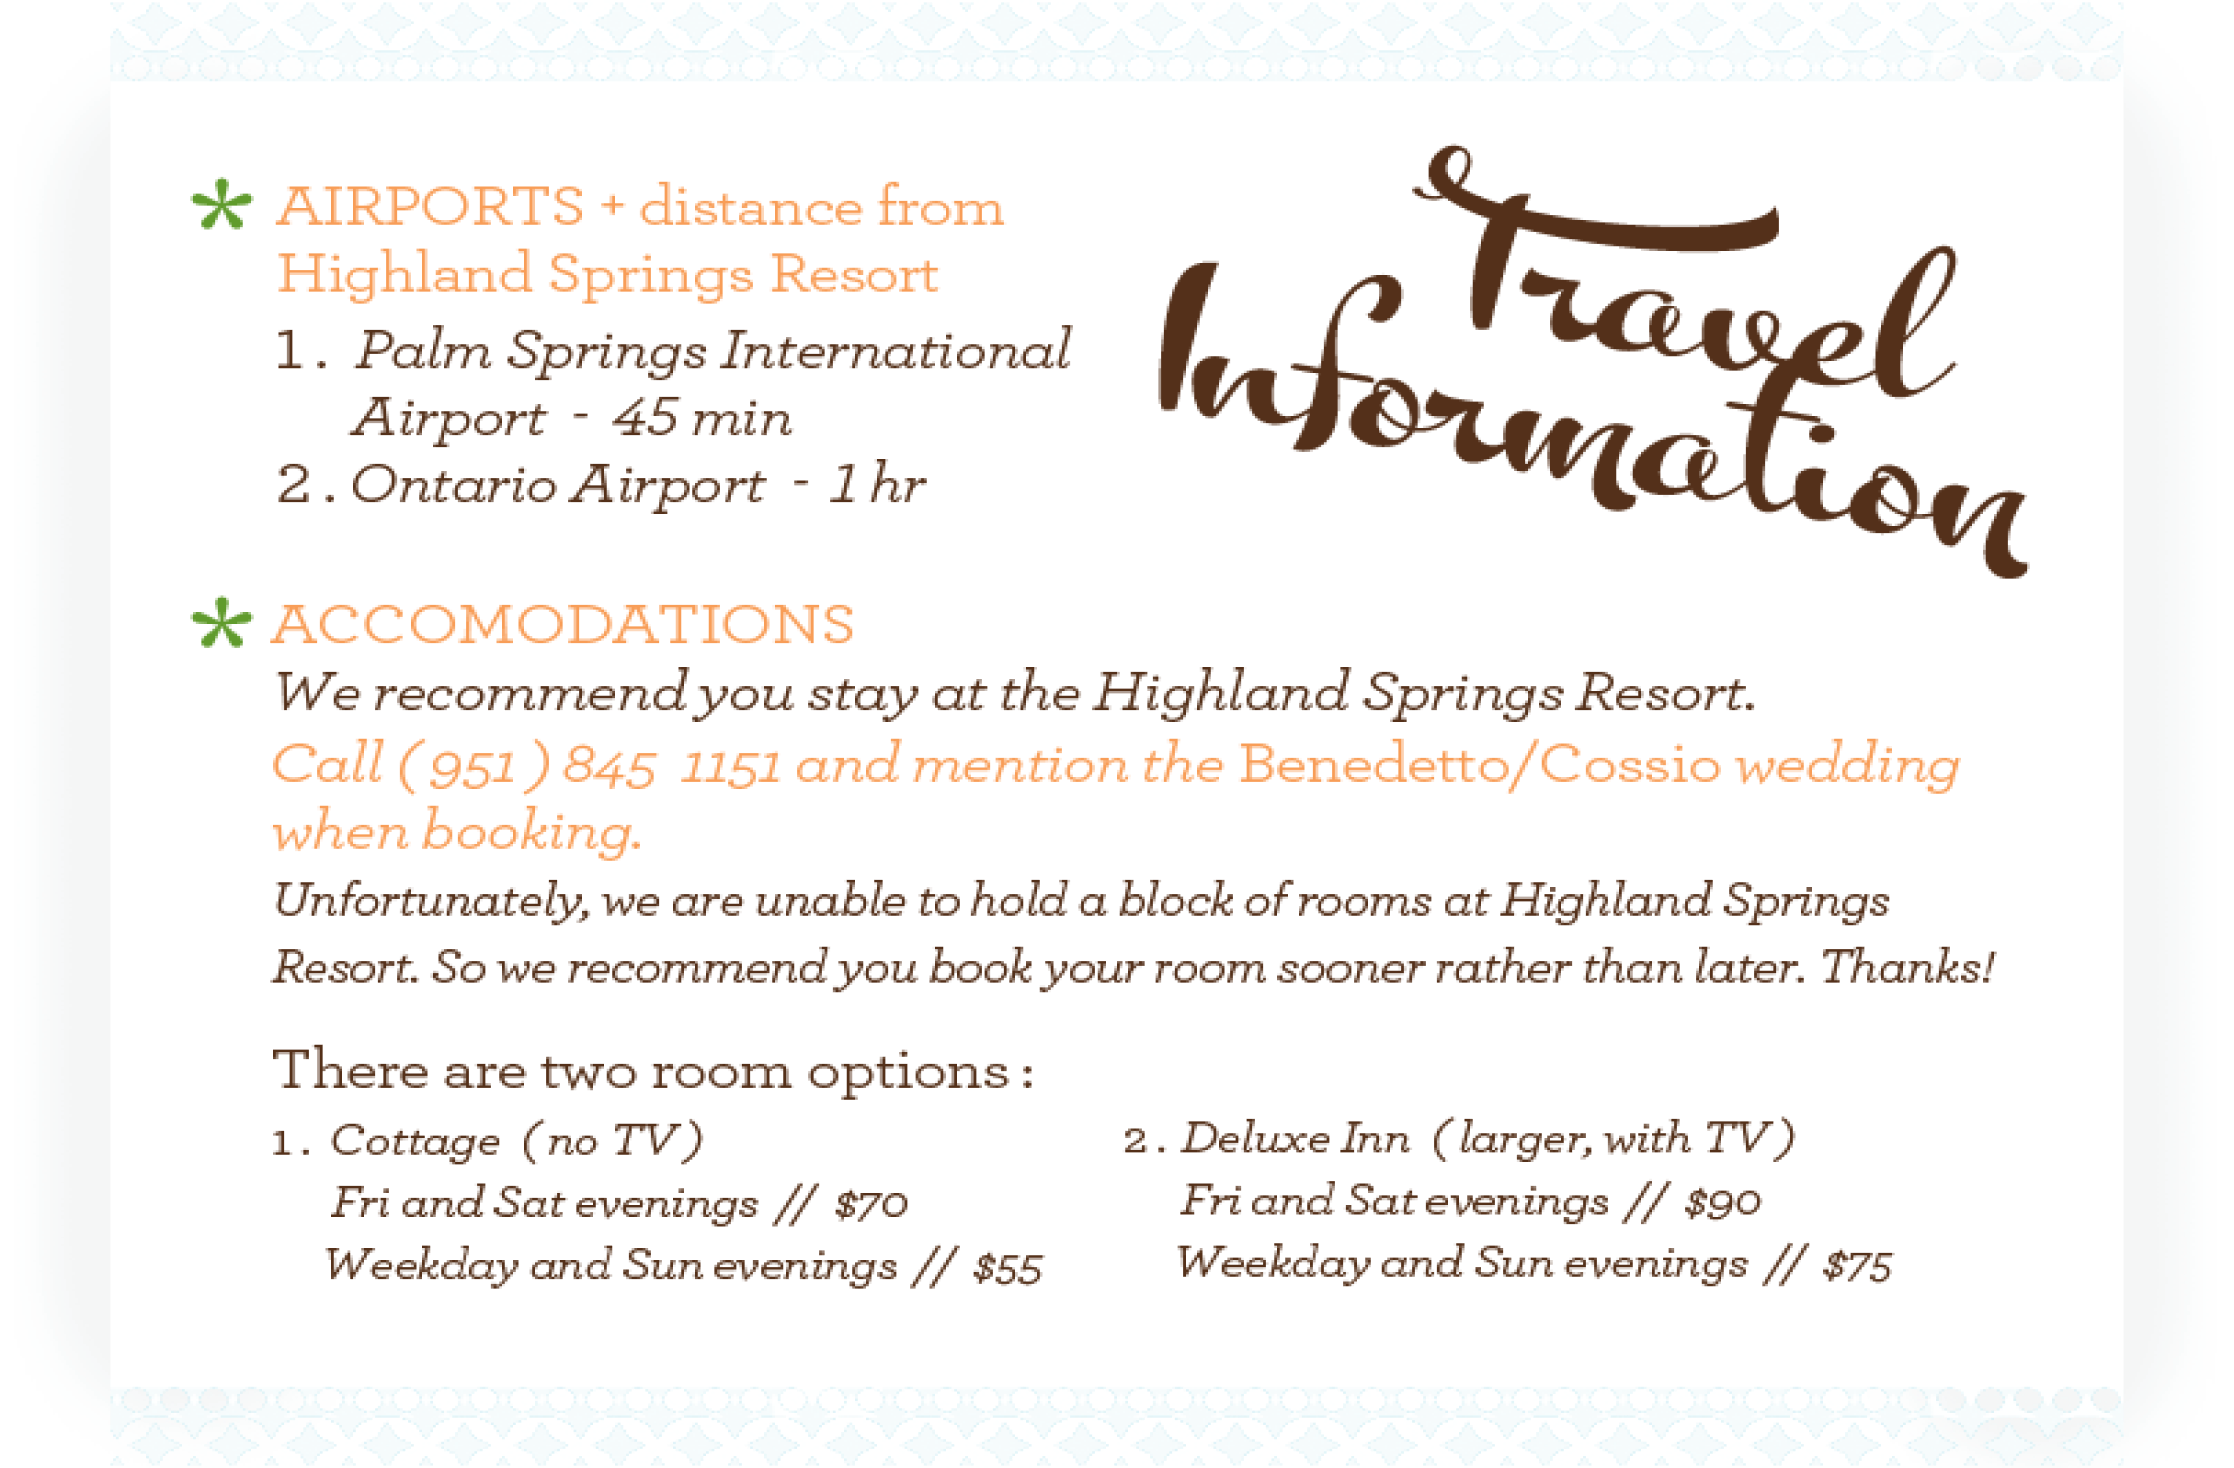 Travel
Information
* AIRPORTS + distance from
Highland Springs Resort
1. Palm Springs International
Airport - 45 min
2. Ontario Airport - 1 hr
* ACCOMODATIONS
We recommend you stay at the Highland Springs Resort.
Call (951) 845 1151 and mention the Benedetto/Cossio wedding
when booking.
Unfortunately, we are unable to hold a block of rooms at Highland Springs
Resort. So we recommend you book your room sooner rather than later. Thanks!
There are two room options:
1. Cottage (no TV)
Fri and Sat evenings // $70
Weekday and Sun evenings // $55
2. Deluxe Inn (larger, with TV)
Fri and Sat evenings // $90
Weekday and Sun evenings // $75